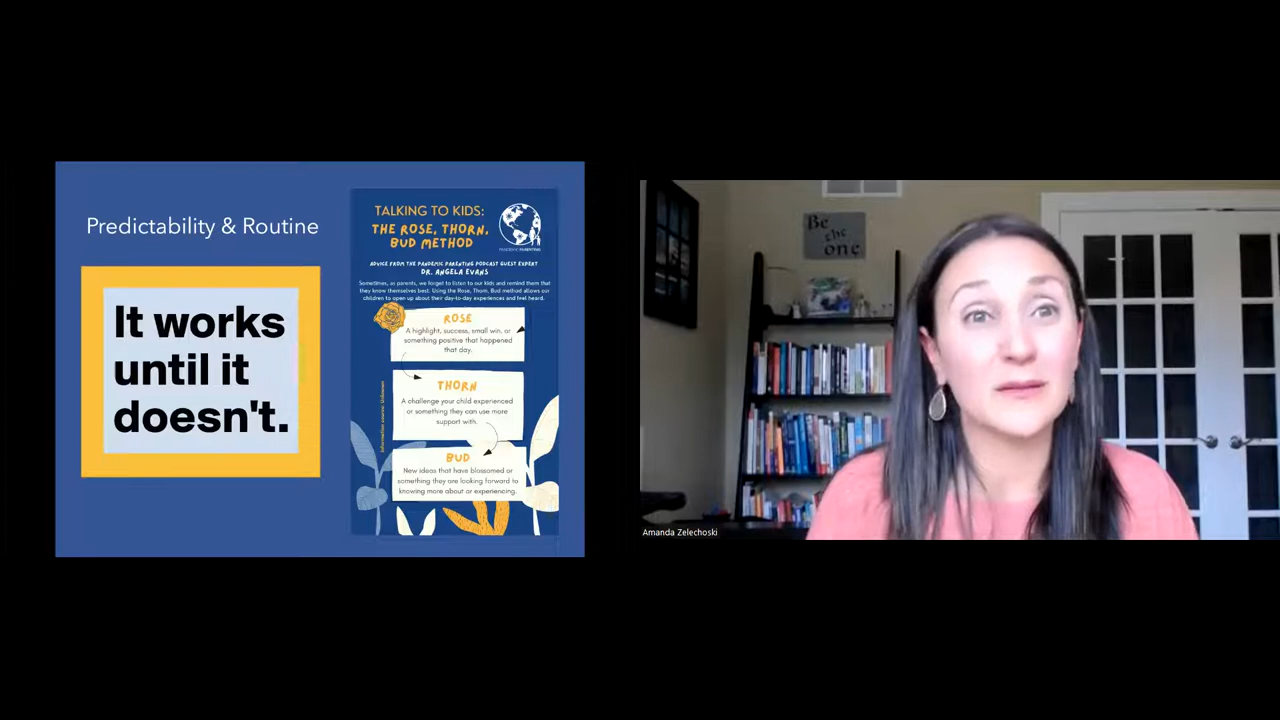 Predictability & Routine
It works
until it
doesn't.
TALKING TO KIDS:
THE ROSE, THORN,
BUD METHOD
PANDEMIC PARENTING
ADVICE FROM THE PANDEMIC PARENTING PODCAST GUEST EXPERT
DR. ANGELA EVANS
Sometimes, as parents, we forget to listen to our kids and remind them that
they know themselves best. Using the Rose, Thorn, Bud method allows our
children to open up about their day-to-day experiences and feel heard.
ROSE
A highlight, success, small win, or
something positive that happened
that day.
THORN
A challenge your child experienced
or something they can use more
support with.
BUD
New ideas that have blossomed or
something they are looking forward to
knowing more about or experiencing.
Information source: Unknown
Be
the
one
Amanda Zelechoski